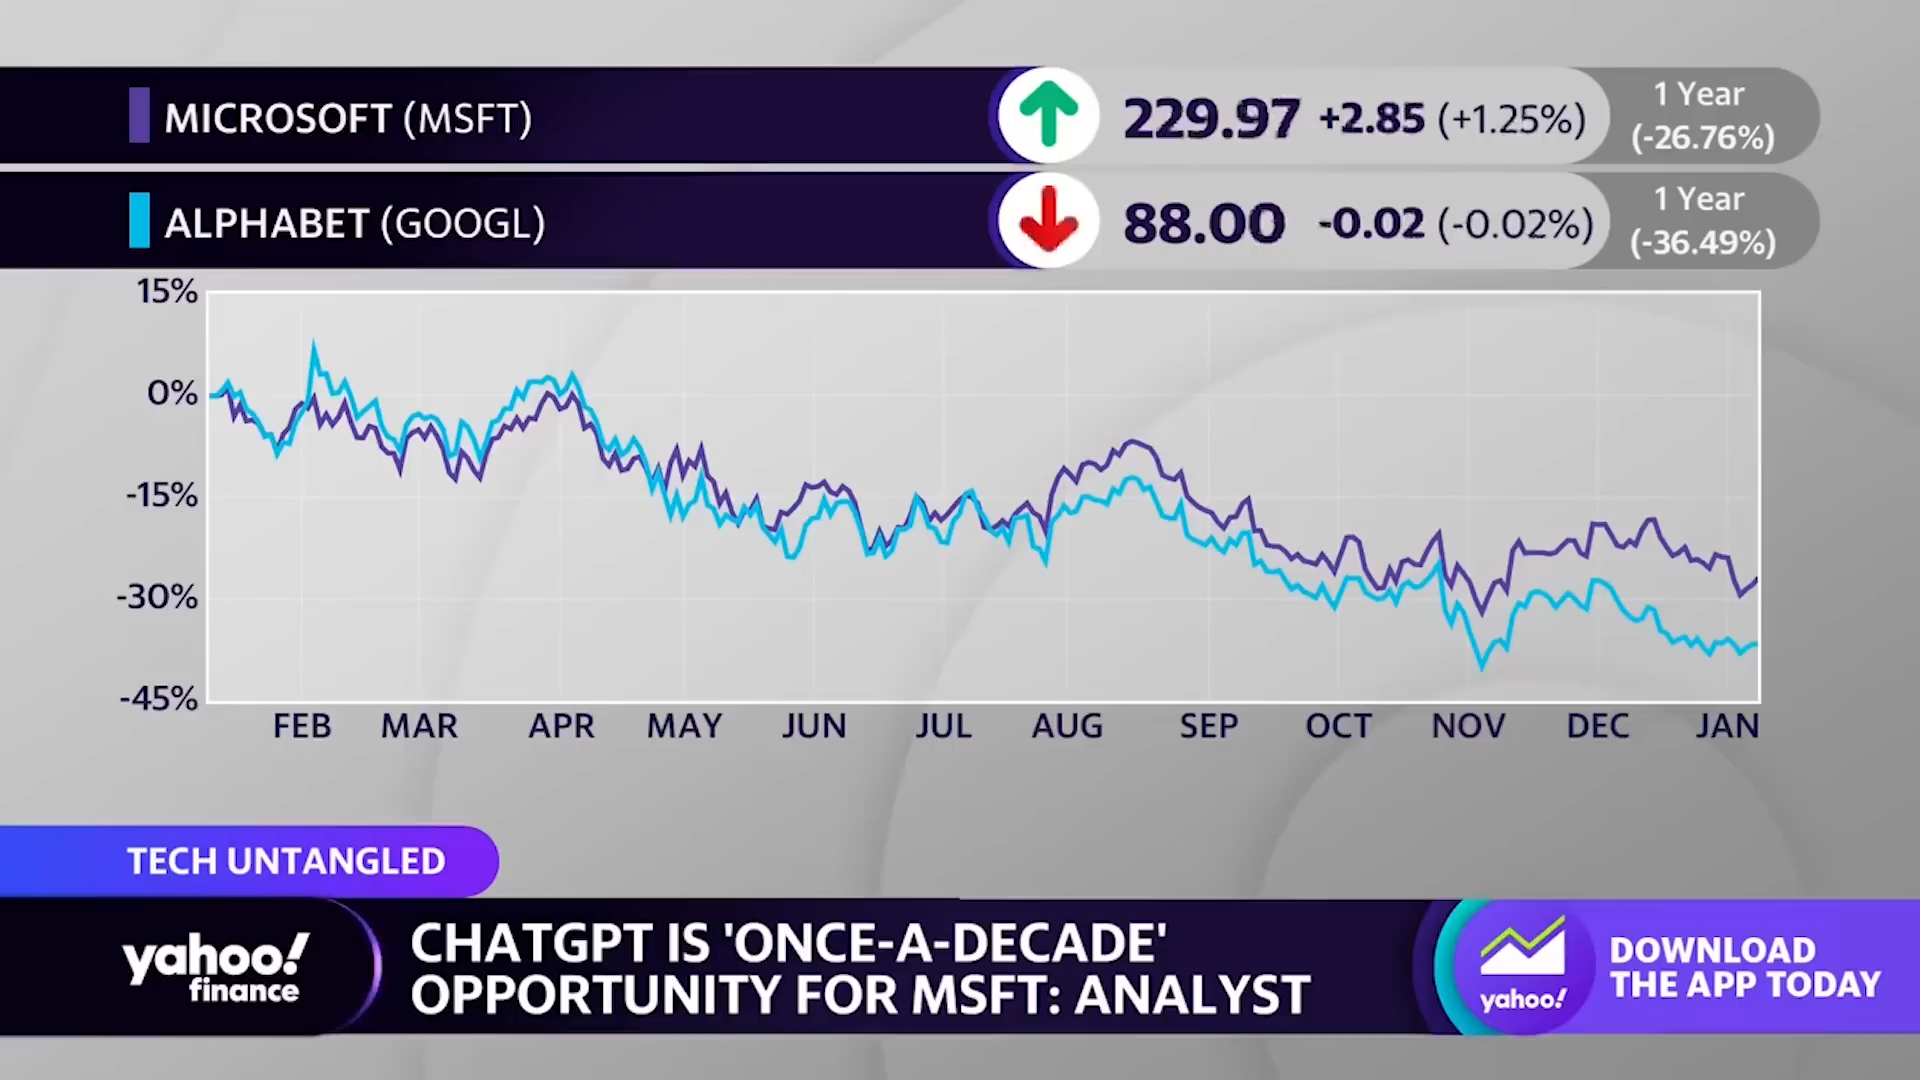 MICROSOFT (MSFT) 229.97 +2.85 (+1.25%) 1 Year (-26.76%)
ALPHABET (GOOGL) 88.00 -0.02 (-0.02%) 1 Year (-36.49%)
15%
0%
-15%
-30%
-45%
FEB MAR APR MAY JUN JUL AUG SEP OCT NOV DEC JAN
TECH UNTANGLED
yahoo!
finance
CHATGPT IS 'ONCE-A-DECADE'
OPPORTUNITY FOR MSFT: ANALYST
yahoo!
DOWNLOAD
THE APP TODAY